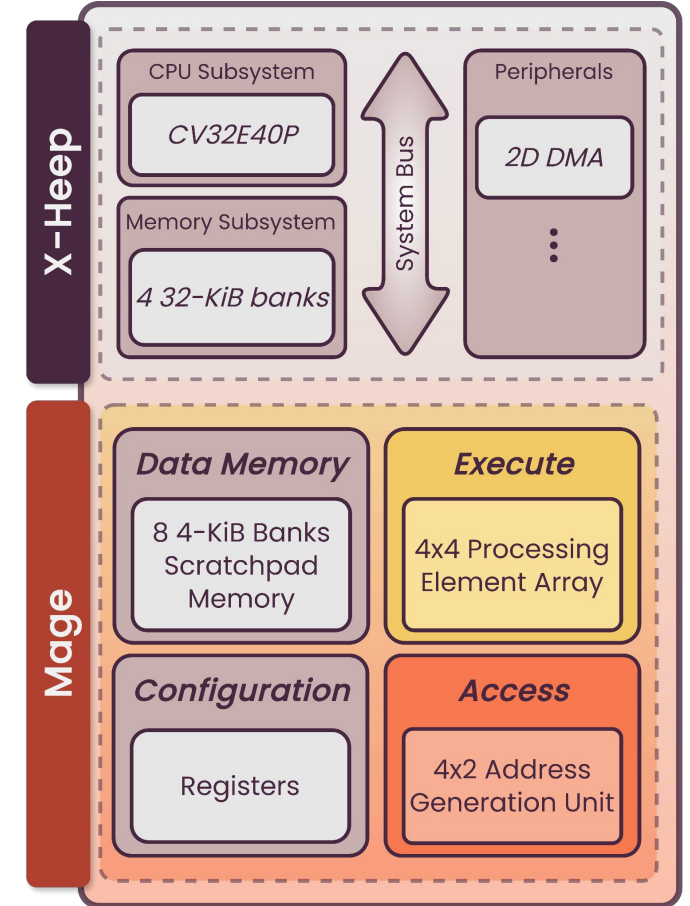 X-Heep
CPU Subsystem
CV32E40P
Memory Subsystem
4 32-KiB banks
System Bus
Peripherals
2D DMA
Mage
Data Memory
8 4-KiB Banks
Scratchpad
Memory
Execute
4x4 Processing
Element Array
Configuration
Registers
Access
4x2 Address
Generation Unit